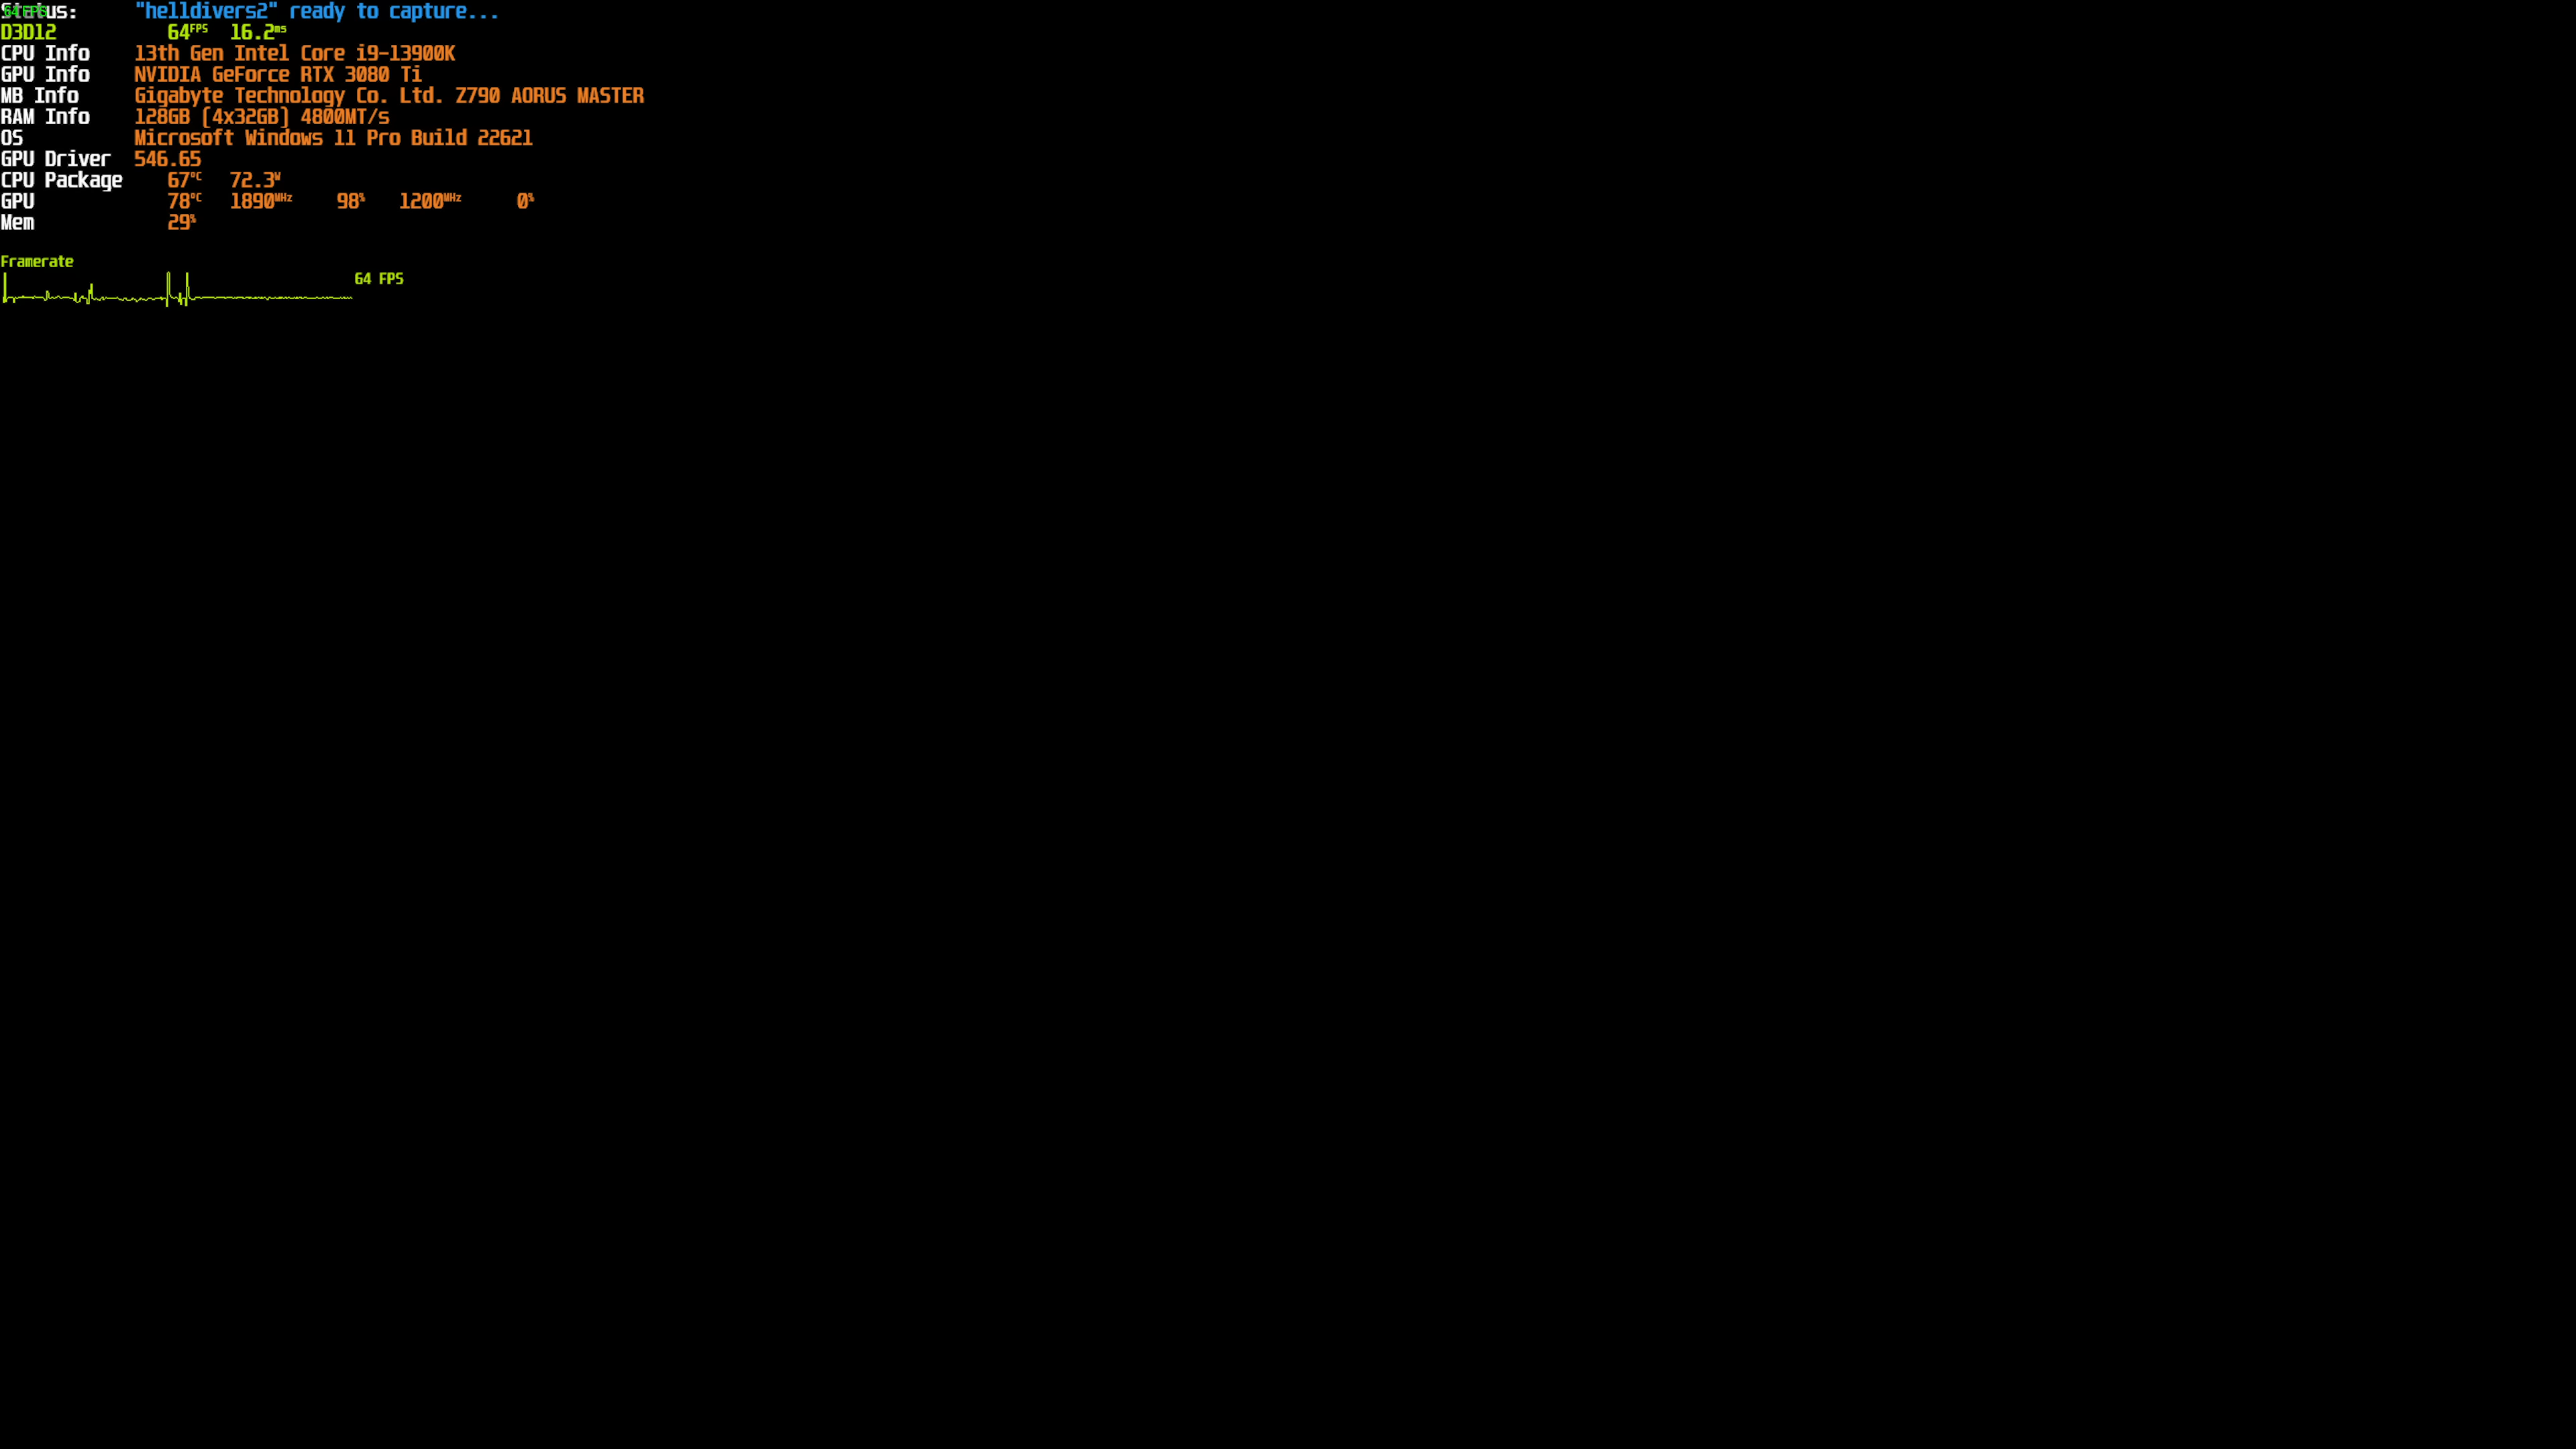 Status: "helldivers2" ready to capture...
64 FPS
D3D12 64FPS 16.2ms
CPU Info 13th Gen Intel Core i9-13900K
GPU Info NVIDIA GeForce RTX 3080 Ti
MB Info Gigabyte Technology Co. Ltd. Z790 AORUS MASTER
RAM Info 128GB [4x32GB] 4800MT/s
OS Microsoft Windows 11 Pro Build 22621
GPU Driver 546.65
CPU Package 67°C 72.3W
GPU 78°C 1890MHz 98% 1200MHz 0%
Mem 29%
Framerate
64 FPS